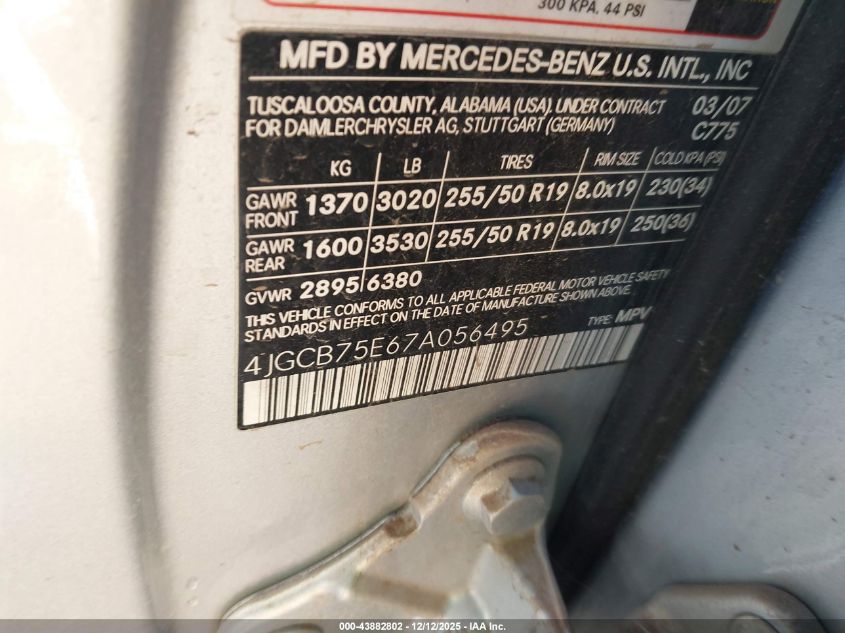 300 KPA, 44 PSI
MFD BY MERCEDES-BENZ U.S. INTL., INC
TUSCALOOSA COUNTY, ALABAMA (USA). UNDER CONTRACT 03/07
FOR DAIMLERCHRYSLER AG, STUTTGART (GERMANY) C775
KG LB TIRES RIM SIZE COLD KPA (PSI)
GAWR FRONT 1370 3020 255/50 R19 8.0x19 230(34)
GAWR REAR 1600 3530 255/50 R19 8.0x19 250(36)
GVWR 2895 6380
THIS VEHICLE CONFORMS TO ALL APPLICABLE FEDERAL MOTOR VEHICLE SAFETY
STANDARDS IN EFFECT ON THE DATE OF MANUFACTURE SHOWN ABOVE.
4JGCB75E67A056495 TYPE: MPV
000-43882802 - 12/12/2025 - IAA Inc.